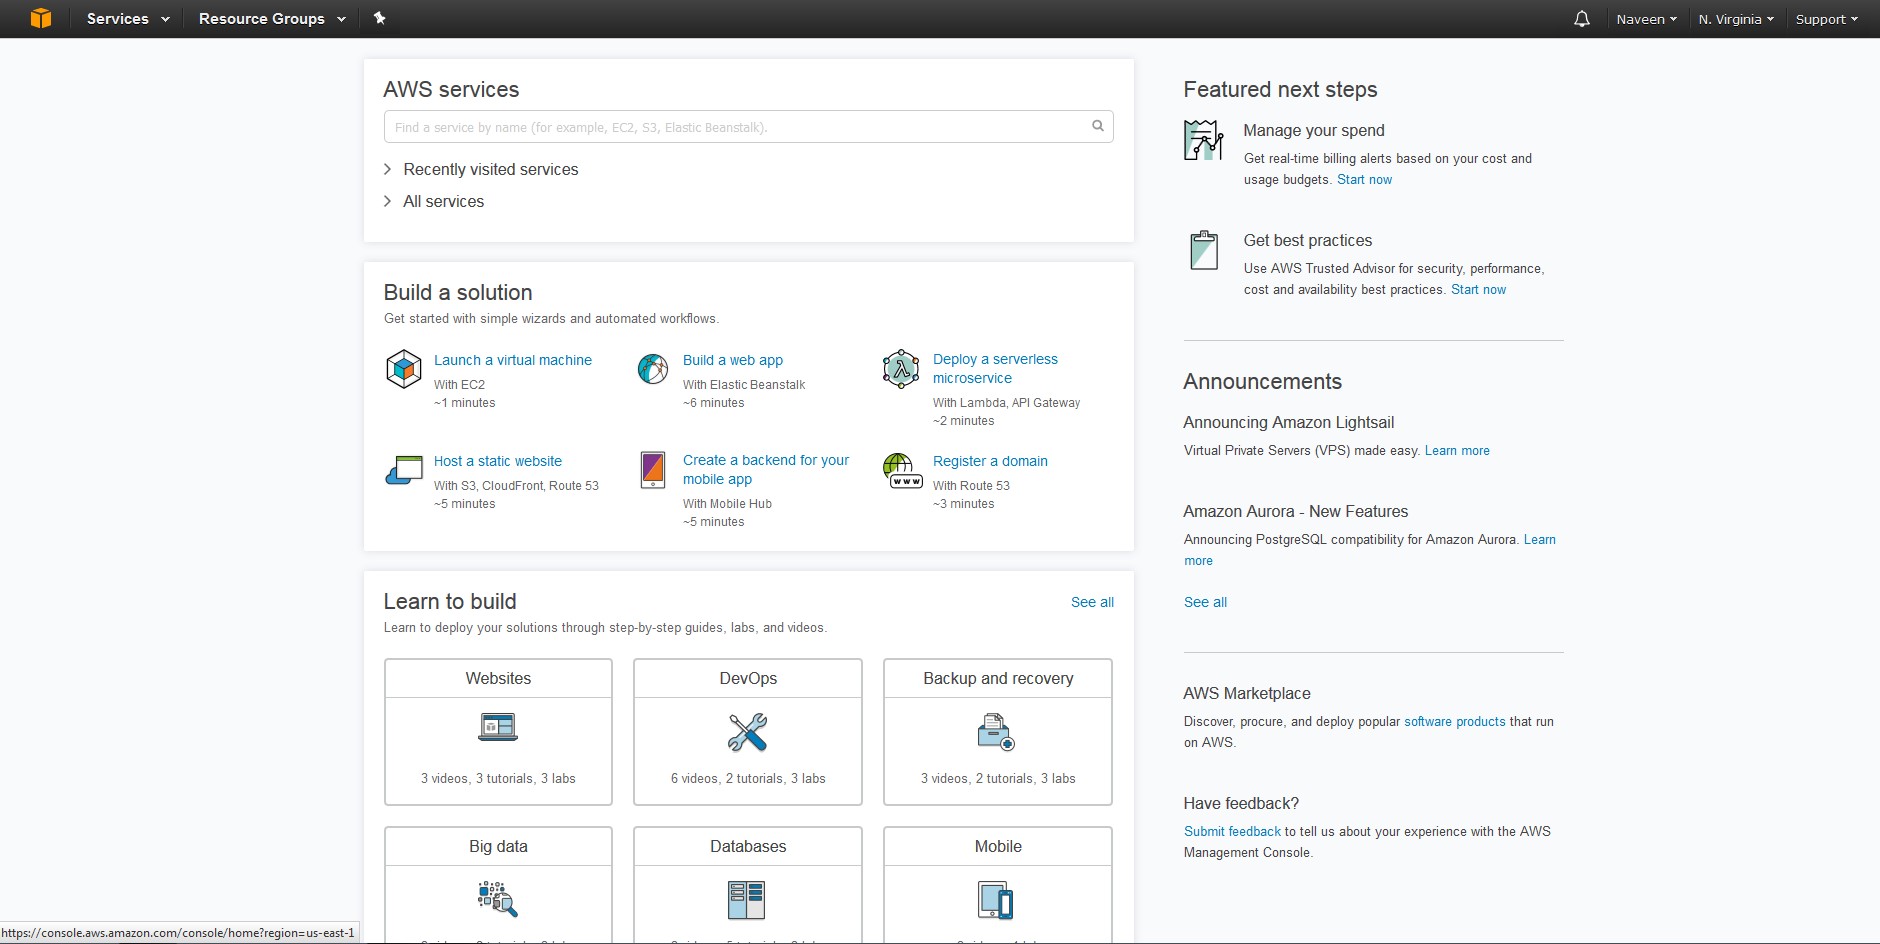 Services
Resource Groups
Naveen
N. Virginia
Support
AWS services
Find a service by name (for example, EC2, S3, Elastic Beanstalk).
Recently visited services
All services
Build a solution
Get started with simple wizards and automated workflows.
Launch a virtual machine
With EC2
~1 minutes
Build a web app
With Elastic Beanstalk
~6 minutes
Deploy a serverless
microservice
With Lambda, API Gateway
~2 minutes
Host a static website
With S3, CloudFront, Route 53
~5 minutes
Create a backend for your
mobile app
With Mobile Hub
~5 minutes
www
Register a domain
With Route 53
~3 minutes
Learn to build
See all
Learn to deploy your solutions through step-by-step guides, labs, and videos.
Websites
3 videos, 3 tutorials, 3 labs
DevOps
6 videos, 2 tutorials, 3 labs
Backup and recovery
3 videos, 2 tutorials, 3 labs
Big data
Databases
Mobile
Featured next steps
Manage your spend
Get real-time billing alerts based on your cost and
usage budgets. Start now
Get best practices
Use AWS Trusted Advisor for security, performance,
cost and availability best practices. Start now
Announcements
Announcing Amazon Lightsail
Virtual Private Servers (VPS) made easy. Learn more
Amazon Aurora - New Features
Announcing PostgreSQL compatibility for Amazon Aurora. Learn
more
See all
AWS Marketplace
Discover, procure, and deploy popular software products that run
on AWS.
Have feedback?
Submit feedback to tell us about your experience with the AWS
Management Console.
https://console.aws.amazon.com/console/home?region=us-east-1